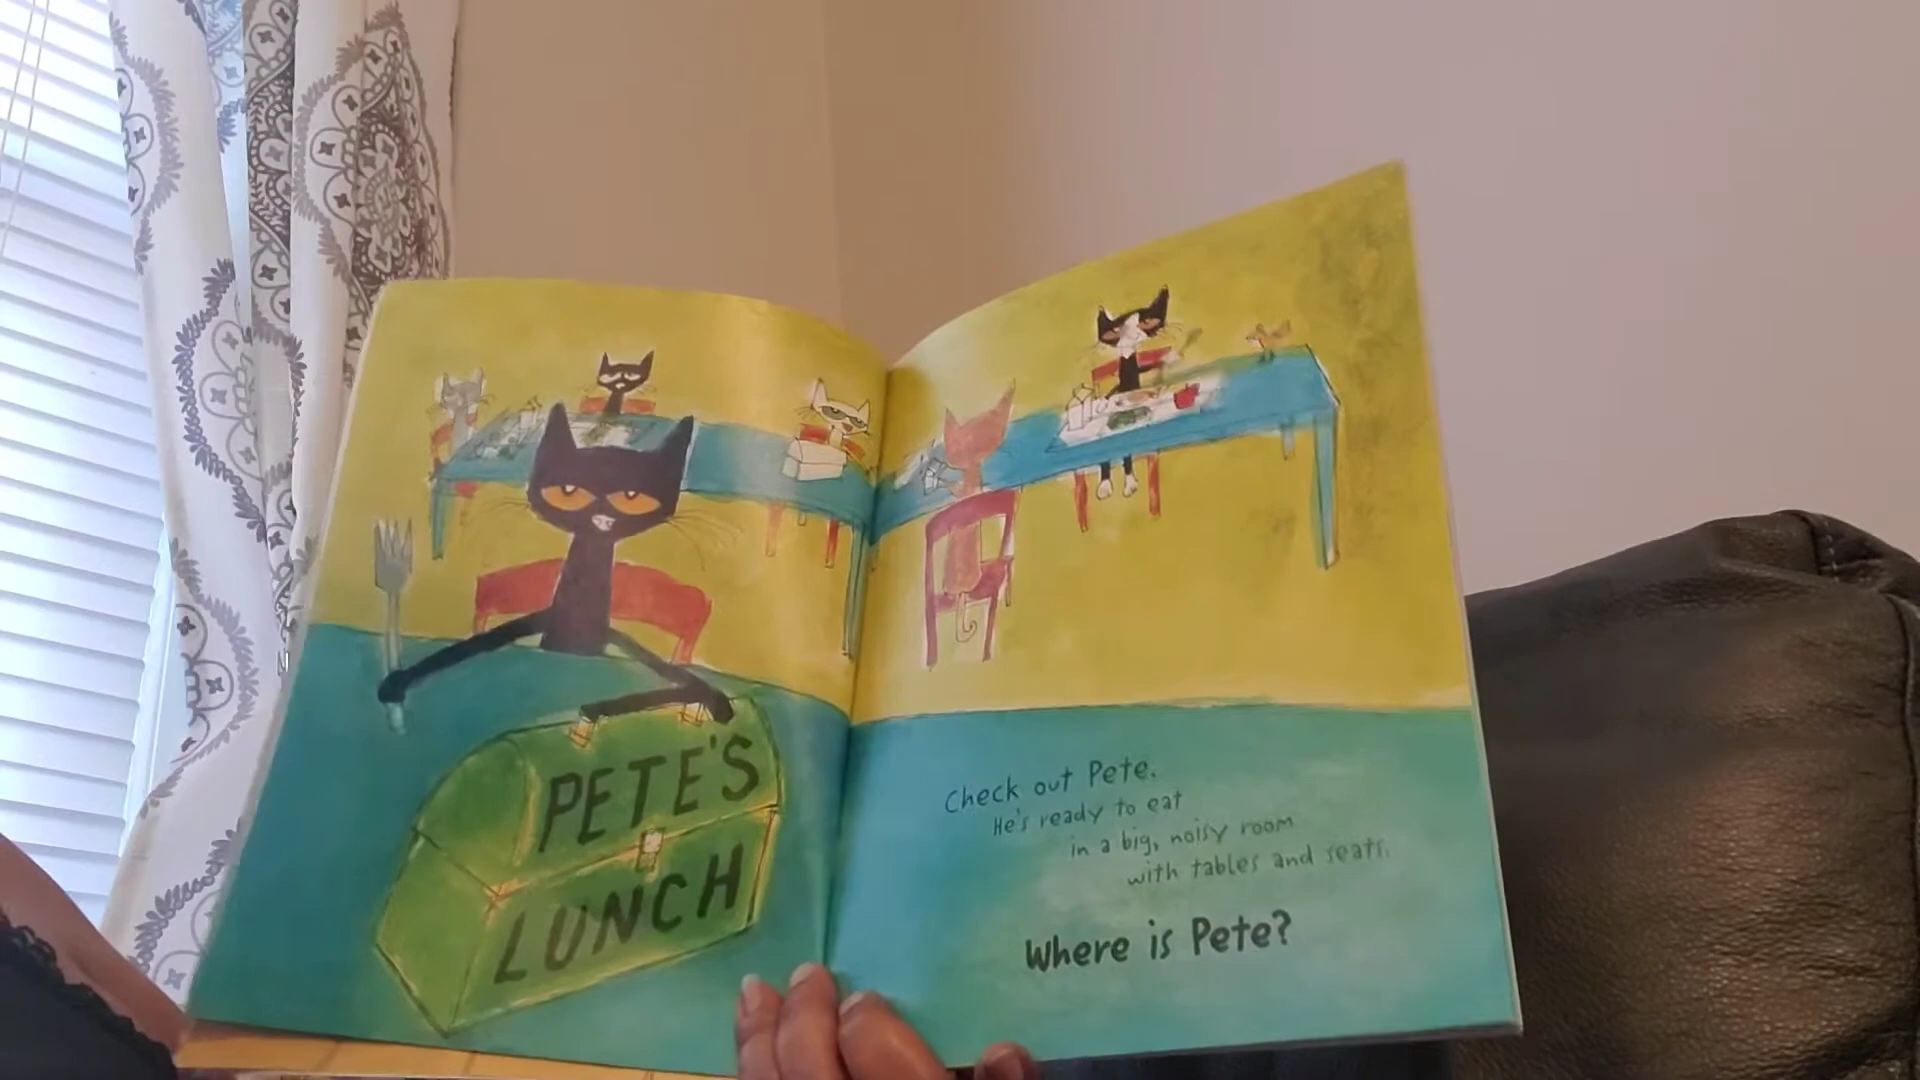 PETE'S
LUNCH
Check out Pete.
He's ready to eat
in a big, noisy room
with tables and seats.
Where is Pete?